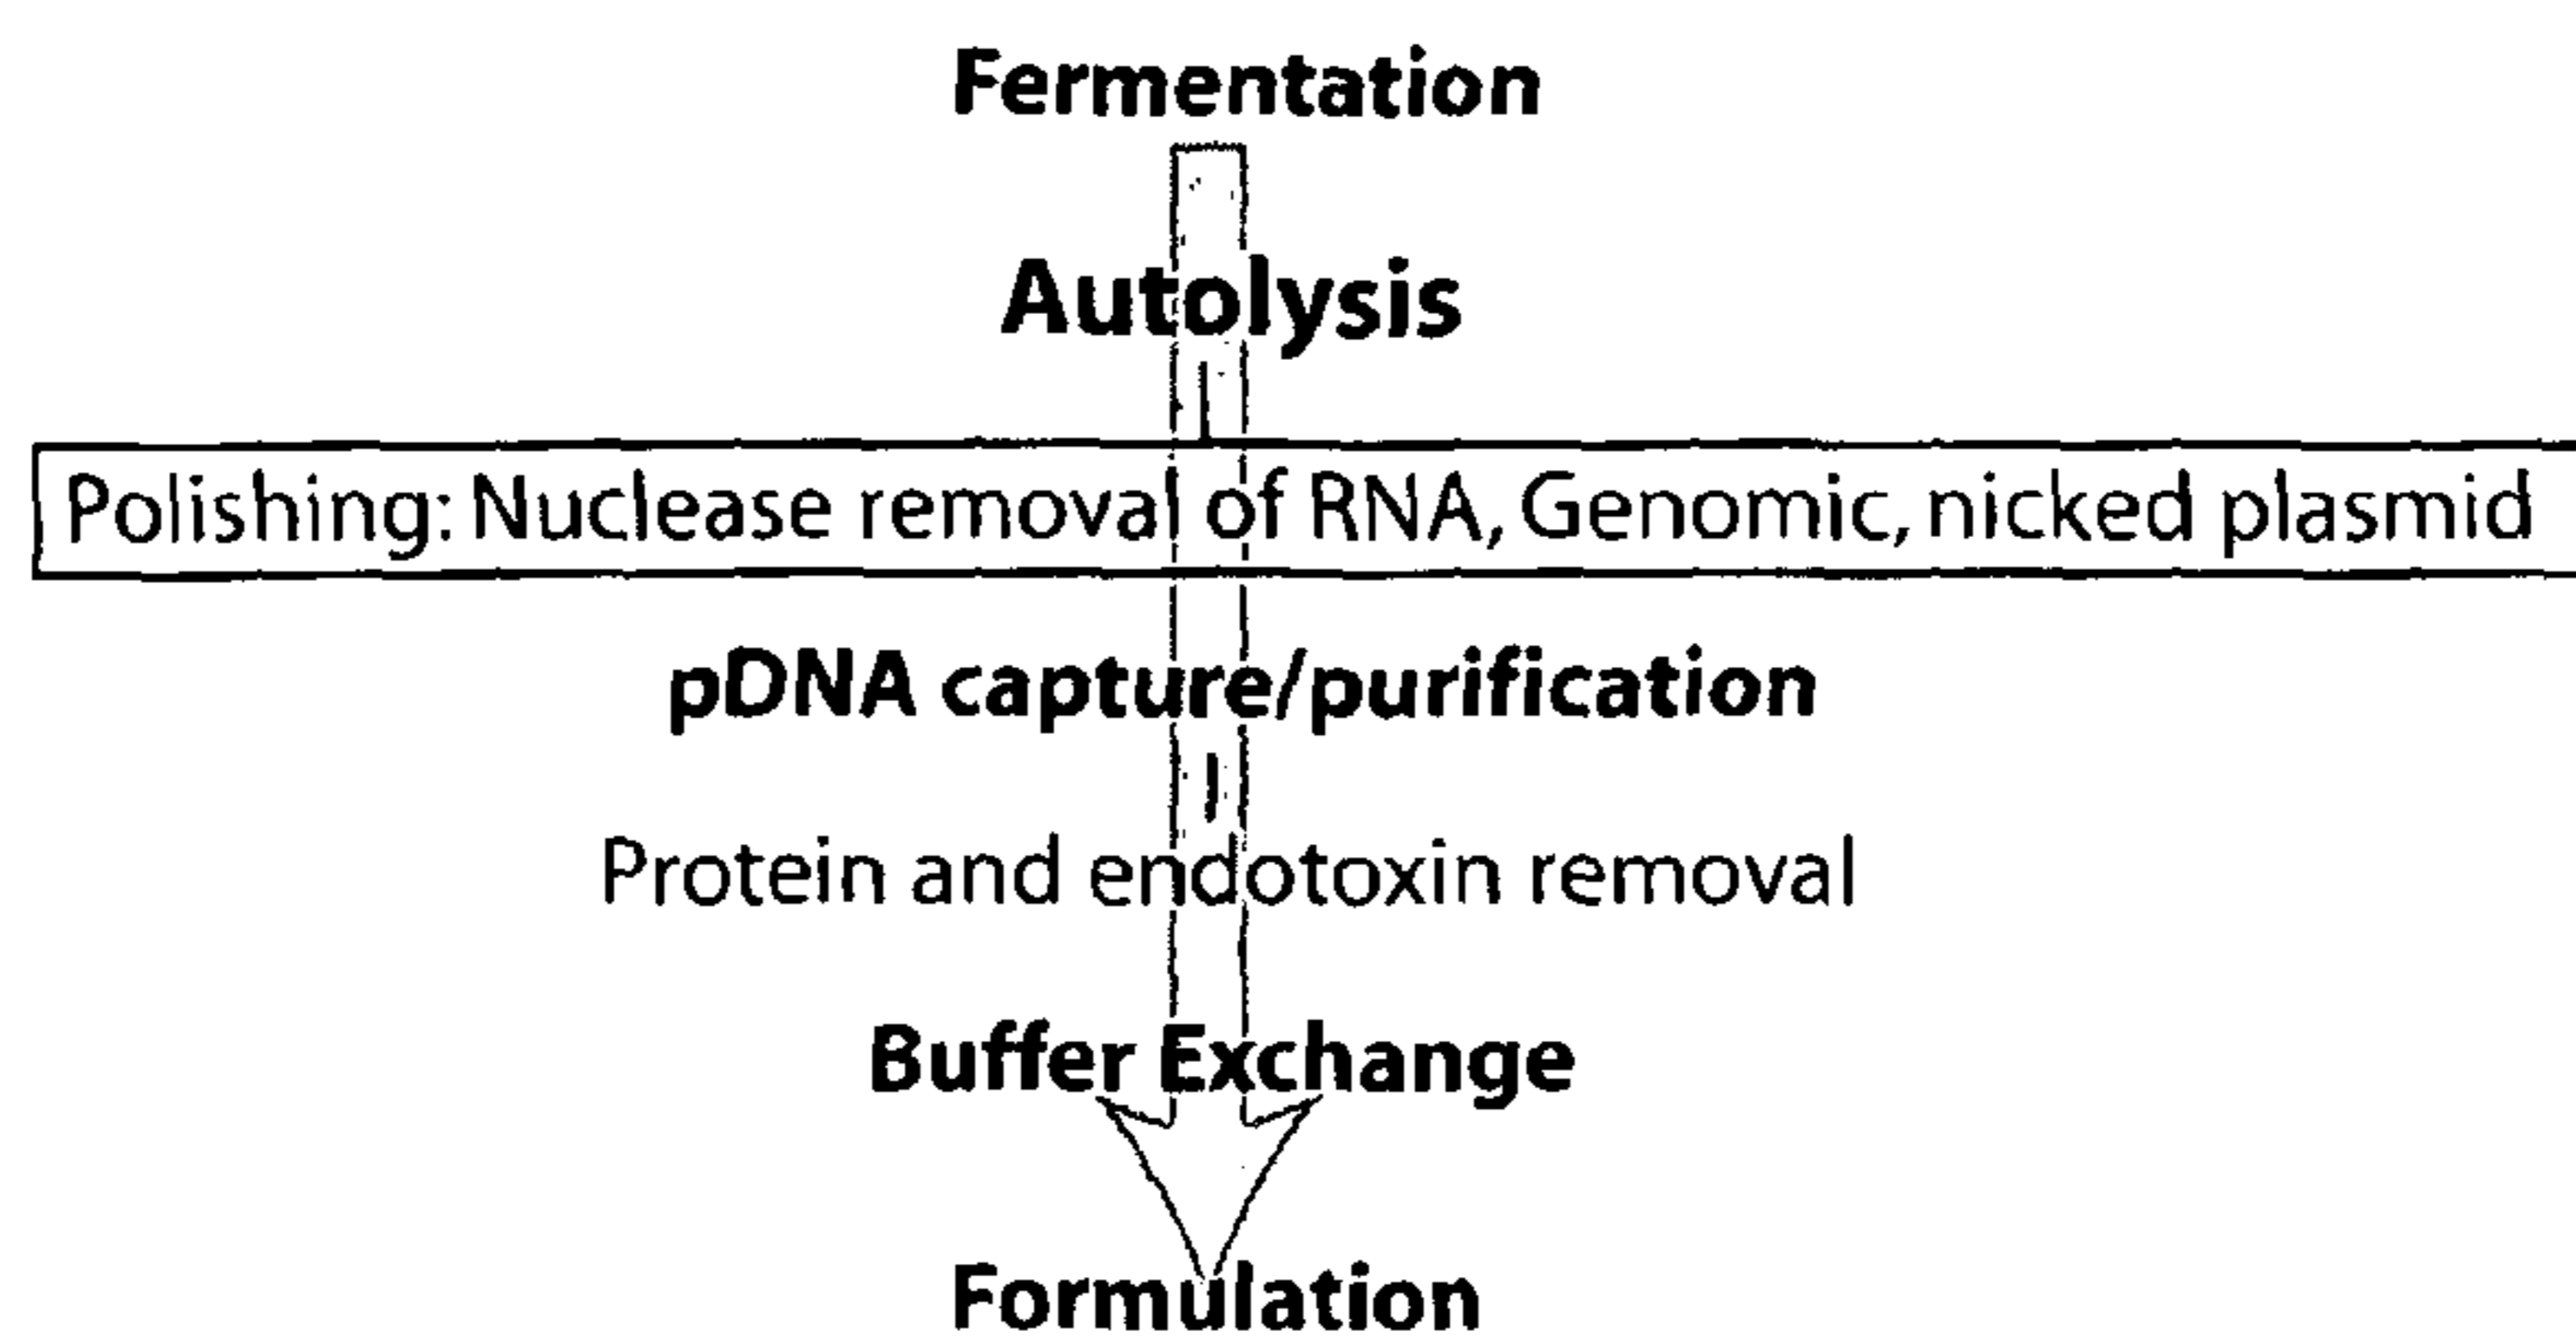 Fermentation
Autolysis
Polishing: Nuclease removal of RNA, Genomic, nicked plasmid
pDNA capture/purification
Protein and endotoxin removal
Buffer Exchange
Formulation